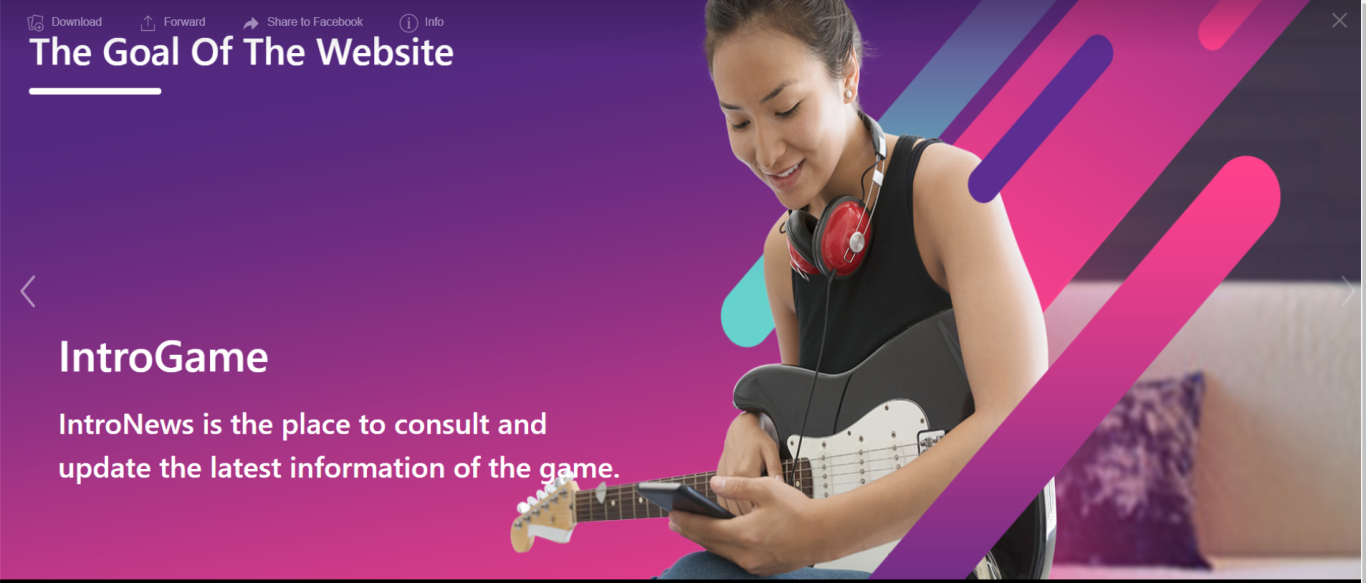 Download Forward Share to Facebook Info
The Goal Of The Website
IntroGame
IntroNews is the place to consult and
update the latest information of the game.